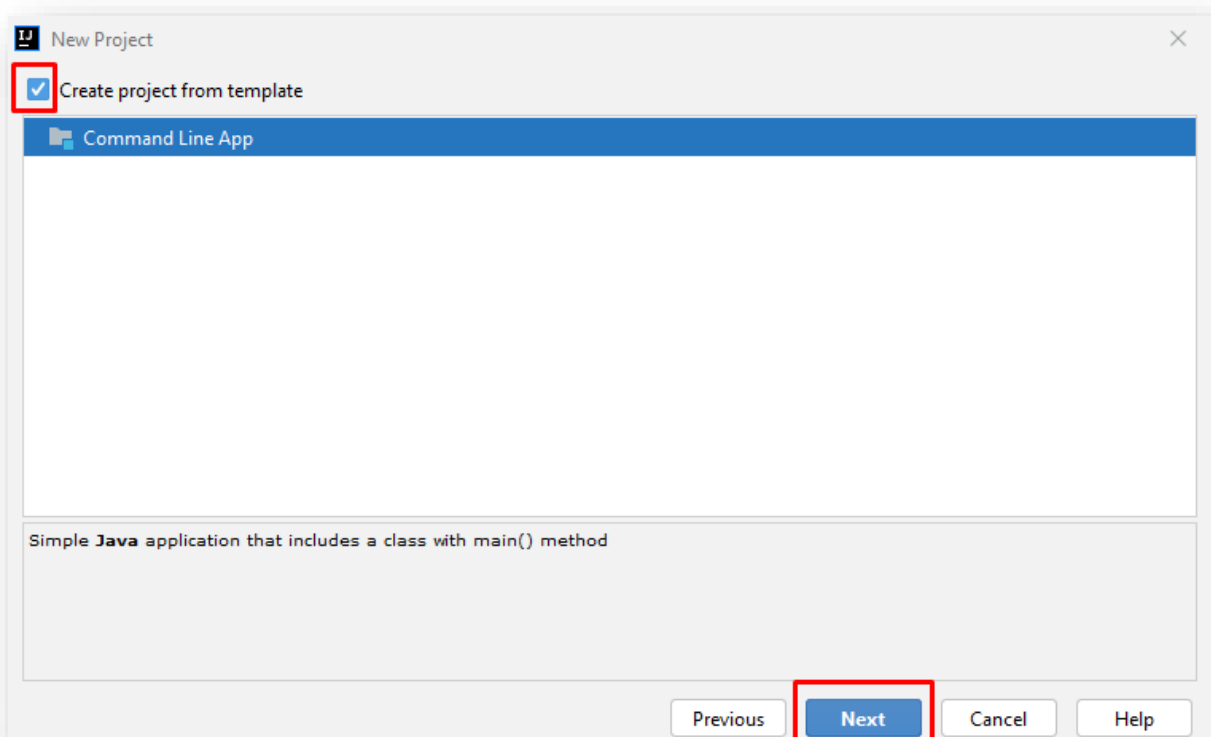 IJ
New Project
Create project from template
Command Line App
Simple Java application that includes a class with main() method
Previous Next Cancel Help